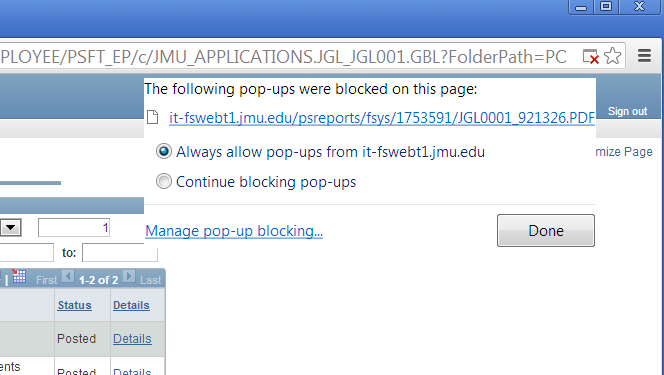 PLOYEE/PSFT_EP/c/JMU_APPLICATIONS.JGL_JGL001.GBL?FolderPath=PC
The following pop-ups were blocked on this page:
it-fswebt1.jmu.edu/psreports/fsys/1753591/JGL0001_921326.PDF
Sign out
Always allow pop-ups from it-fswebt1.jmu.edu
mize Page
Continue blocking pop-ups
1
Manage pop-up blocking...
Done
to:
First 1-2 of 2 Last
Status Details
Posted Details
ents
Posted Details